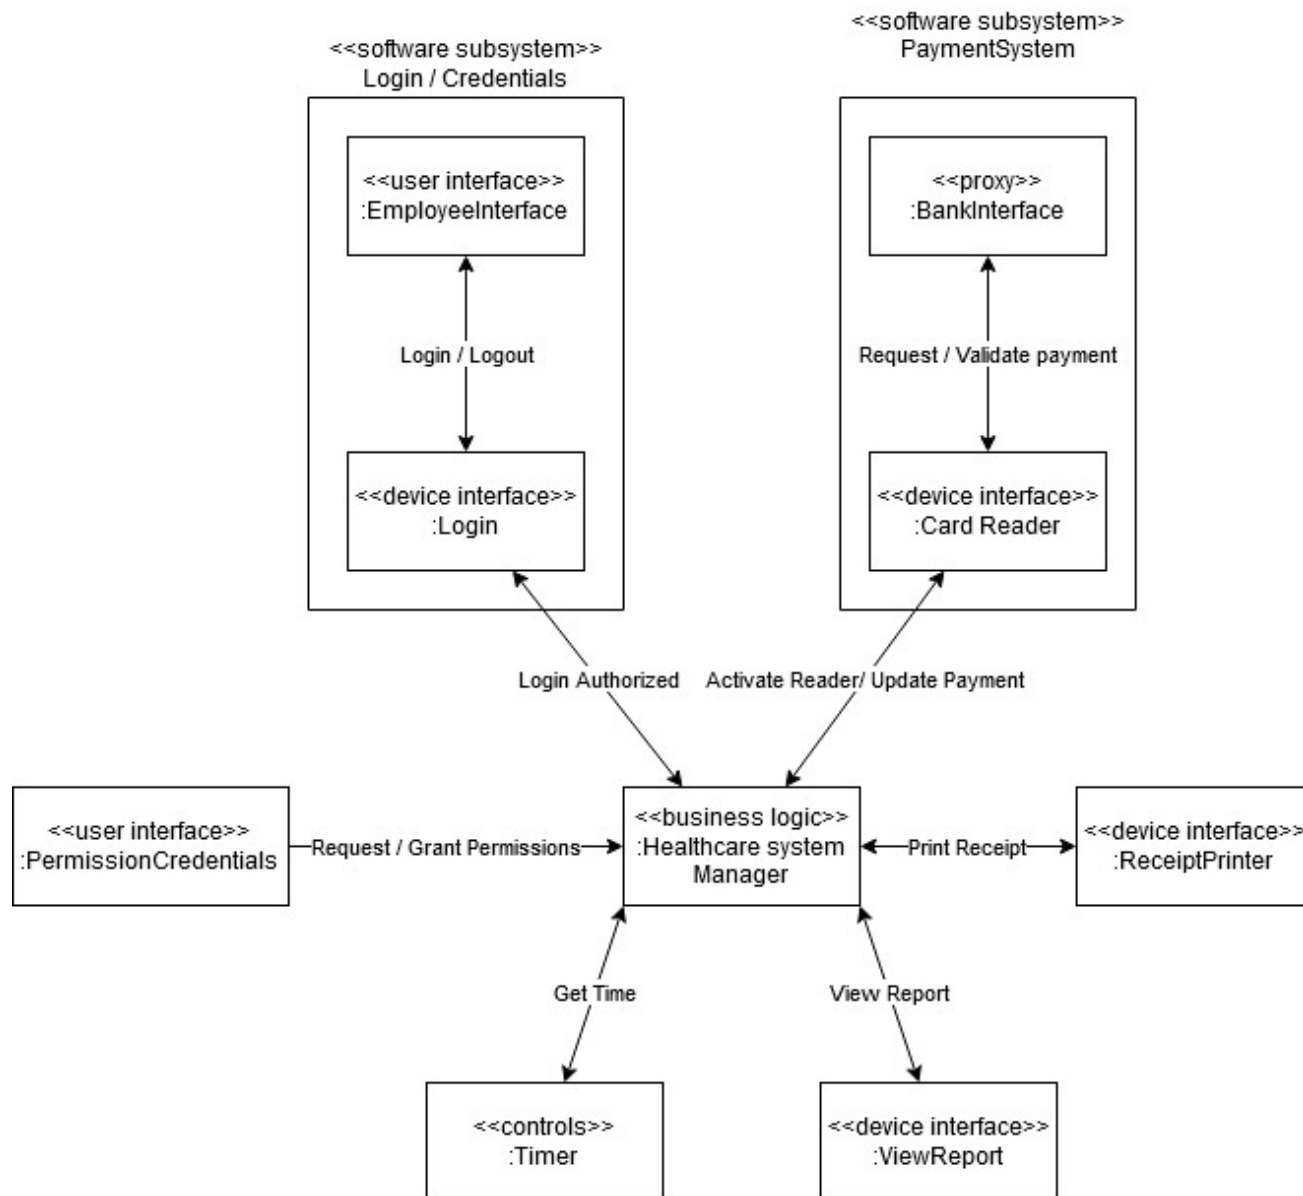 <<software subsystem>>
Login / Credentials
<<software subsystem>>
PaymentSystem
<<user interface>>
:EmployeeInterface
<<proxy>>
:BankInterface
Login / Logout
Request / Validate payment
<<device interface>>
:Login
<<device interface>>
:Card Reader
Login Authorized
Activate Reader/ Update Payment
<<user interface>>
:PermissionCredentials
Request / Grant Permissions
<<business logic>>
:Healthcare system
Manager
Print Receipt
<<device interface>>
:ReceiptPrinter
Get Time
View Report
<<controls>>
:Timer
<<device interface>>
:ViewReport